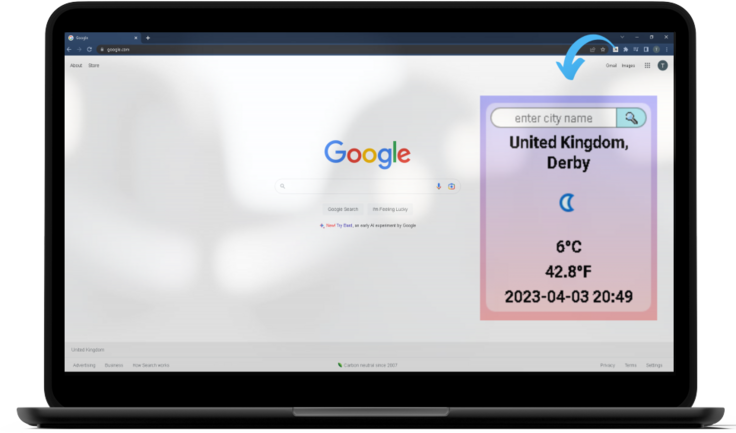 Google
google.com
About Store
Gmail Images
T
enter city name
United Kingdom,
Derby
6°C
42.8°F
2023-04-03 20:49
Google
Google Search I'm Feeling Lucky
New! Try Bard, an early AI experiment by Google
United Kingdom
Advertising Business How Search works
Carbon neutral since 2007
Privacy Terms Settings